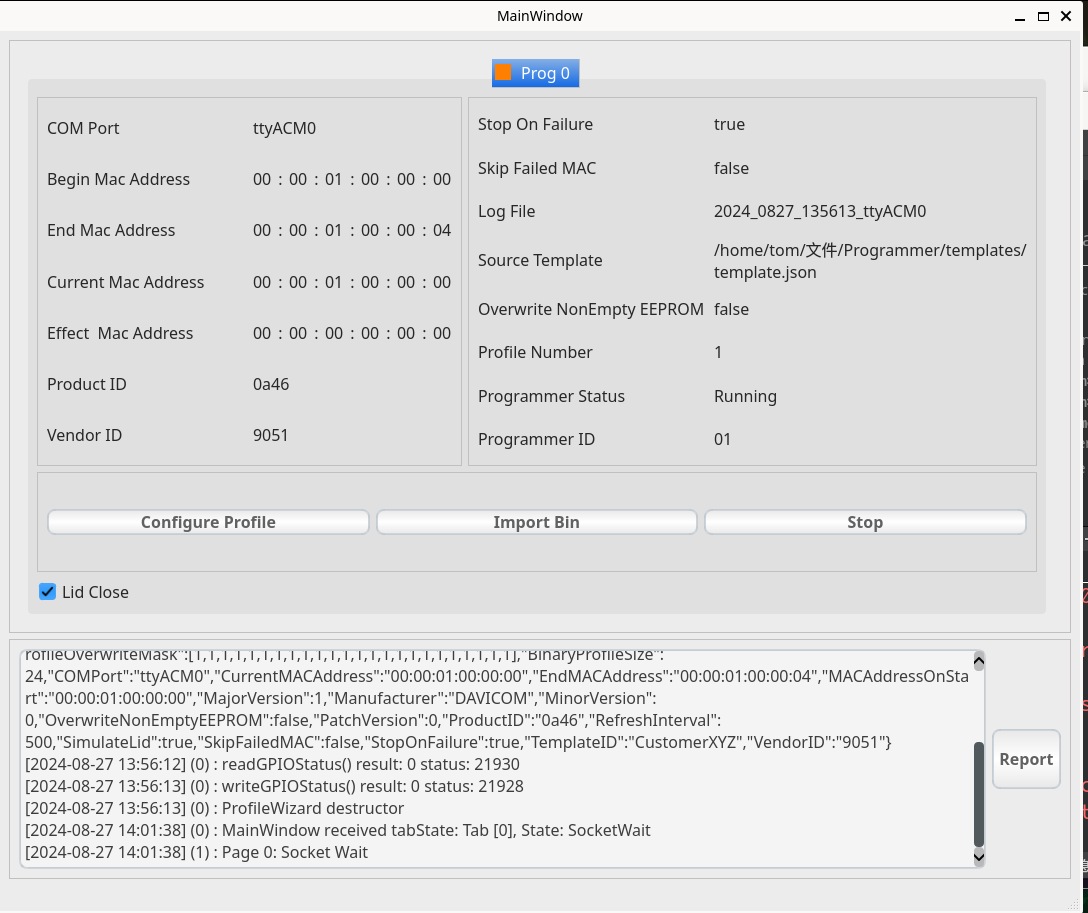 MainWindow
Prog 0
COM Port ttyACM0
Begin Mac Address 00 : 00 : 01 : 00 : 00 : 00
End Mac Address 00 : 00 : 01 : 00 : 00 : 04
Current Mac Address 00 : 00 : 01 : 00 : 00 : 00
Effect  Mac Address 00 : 00 : 00 : 00 : 00 : 00
Product ID 0a46
Vendor ID 9051
Stop On Failure true
Skip Failed MAC false
Log File 2024_0827_135613_ttyACM0
Source Template /home/tom/文件/Programmer/templates/
template.json
Overwrite NonEmpty EEPROM false
Profile Number 1
Programmer Status Running
Programmer ID 01
Configure Profile Import Bin Stop
Lid Close
rofileOverwriteMask":[1,1,1,1,1,1,1,1,1,1,1,1,1,1,1,1,1,1,1,1,1,1,1,1],"BinaryProfileSize":
24,"COMPort":"ttyACM0","CurrentMACAddress":"00:00:01:00:00:00","EndMACAddress":"00:00:01:00:00:04","MACAddressOnSta
rt":"00:00:01:00:00:00","MajorVersion":1,"Manufacturer":"DAVICOM","MinorVersion":
0,"OverwriteNonEmptyEEPROM":false,"PatchVersion":0,"ProductID":"0a46","RefreshInterval":
500,"SimulateLid":true,"SkipFailedMAC":false,"StopOnFailure":true,"TemplateID":"CustomerXYZ","VendorID":"9051"}
[2024-08-27 13:56:12] (0) : readGPIOStatus() result: 0 status: 21930
[2024-08-27 13:56:13] (0) : writeGPIOStatus() result: 0 status: 21928
[2024-08-27 13:56:13] (0) : ProfileWizard destructor
[2024-08-27 14:01:38] (0) : MainWindow received tabState: Tab [0], State: SocketWait
[2024-08-27 14:01:38] (1) : Page 0: Socket Wait
Report